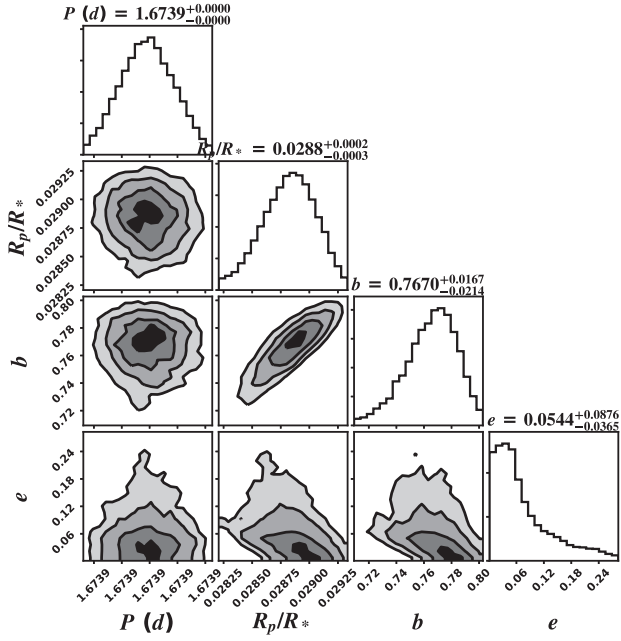 P (d) = 1.6739 +0.0000 −0.0000
Rp/R* = 0.0288 +0.0002 −0.0003
0.02925
0.02900
0.02875
0.02850
0.02825
Rp/R*
b = 0.7670 +0.0167 −0.0214
0.80
0.78
0.76
0.74
0.72
b
e = 0.0544 +0.0876 −0.0365
0.24
0.18
0.12
0.06
e
1.6739 1.6739 1.6739 1.6739 1.6739
0.02825 0.02850 0.02875 0.02900 0.02925
0.72 0.74 0.76 0.78 0.80
0.06 0.12 0.18 0.24
P (d) Rp/R* b e